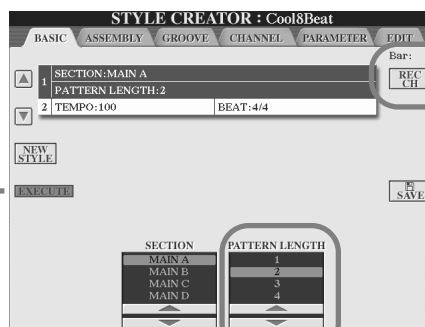 STYLE CREATOR : Cool8Beat
BASIC ASSEMBLY GROOVE CHANNEL PARAMETER EDIT
Bar:
1 SECTION:MAIN A
PATTERN LENGTH:2
REC
CH
2 TEMPO:100 BEAT:4/4
NEW
STYLE
EXECUTE
SAVE
SECTION PATTERN LENGTH
MAIN A 1
MAIN B 2
MAIN C 3
MAIN D 4